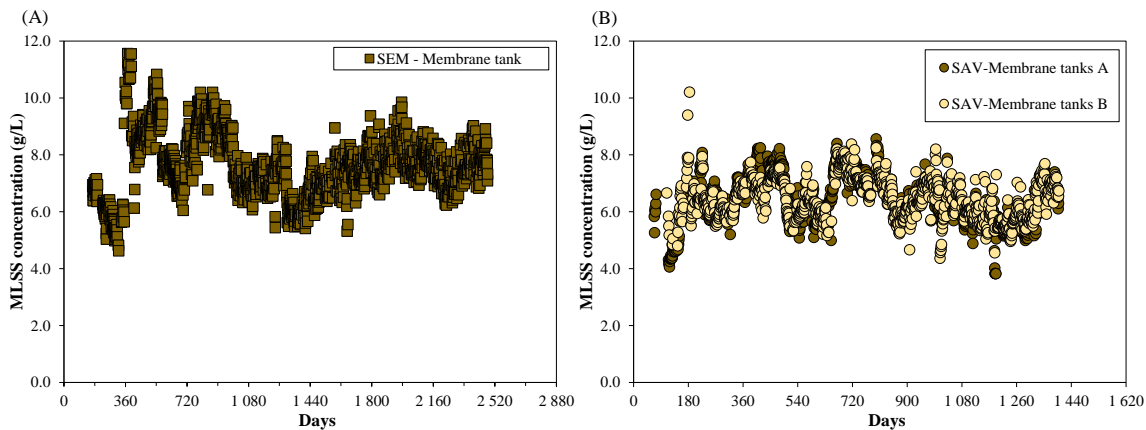 (A)
MLSS concentration (g/L)
12.0
10.0
8.0
6.0
4.0
2.0
0.0
SEM - Membrane tank
0 360 720 1 080 1 440 1 800 2 160 2 520 2 880
Days
(B)
MLSS concentration (g/L)
12.0
10.0
8.0
6.0
4.0
2.0
0.0
SAV-Membrane tanks A
SAV-Membrane tanks B
0 180 360 540 720 900 1 080 1 260 1 440 1 620
Days